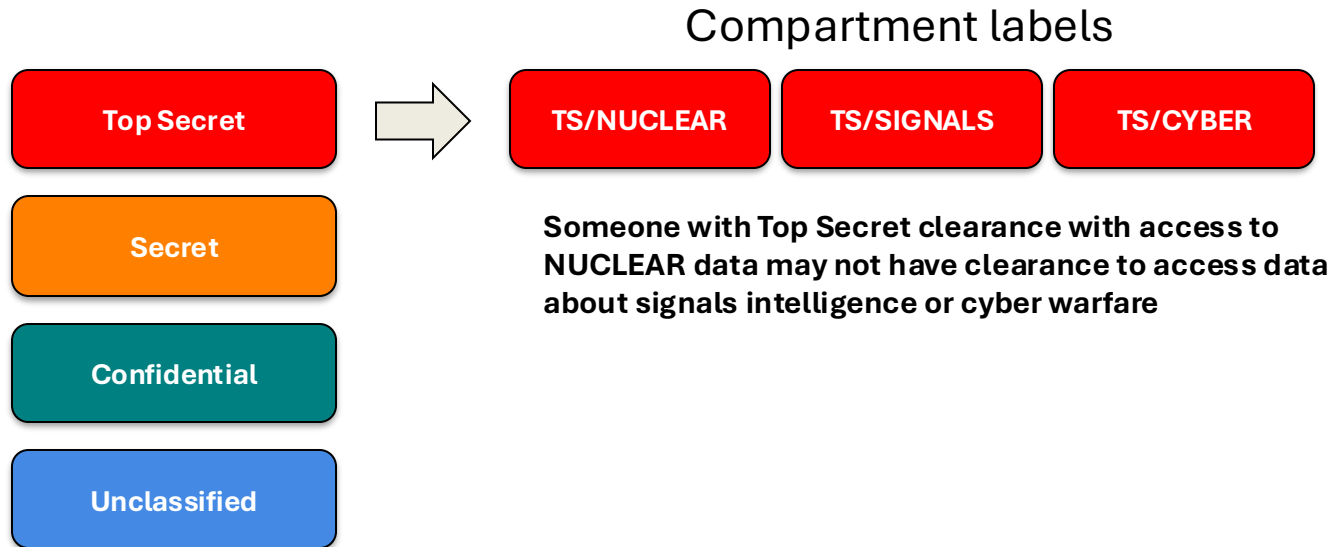 Compartment labels
Top Secret
TS/NUCLEAR
TS/SIGNALS
TS/CYBER
Secret
Someone with Top Secret clearance with access to
NUCLEAR data may not have clearance to access data
about signals intelligence or cyber warfare
Confidential
Unclassified